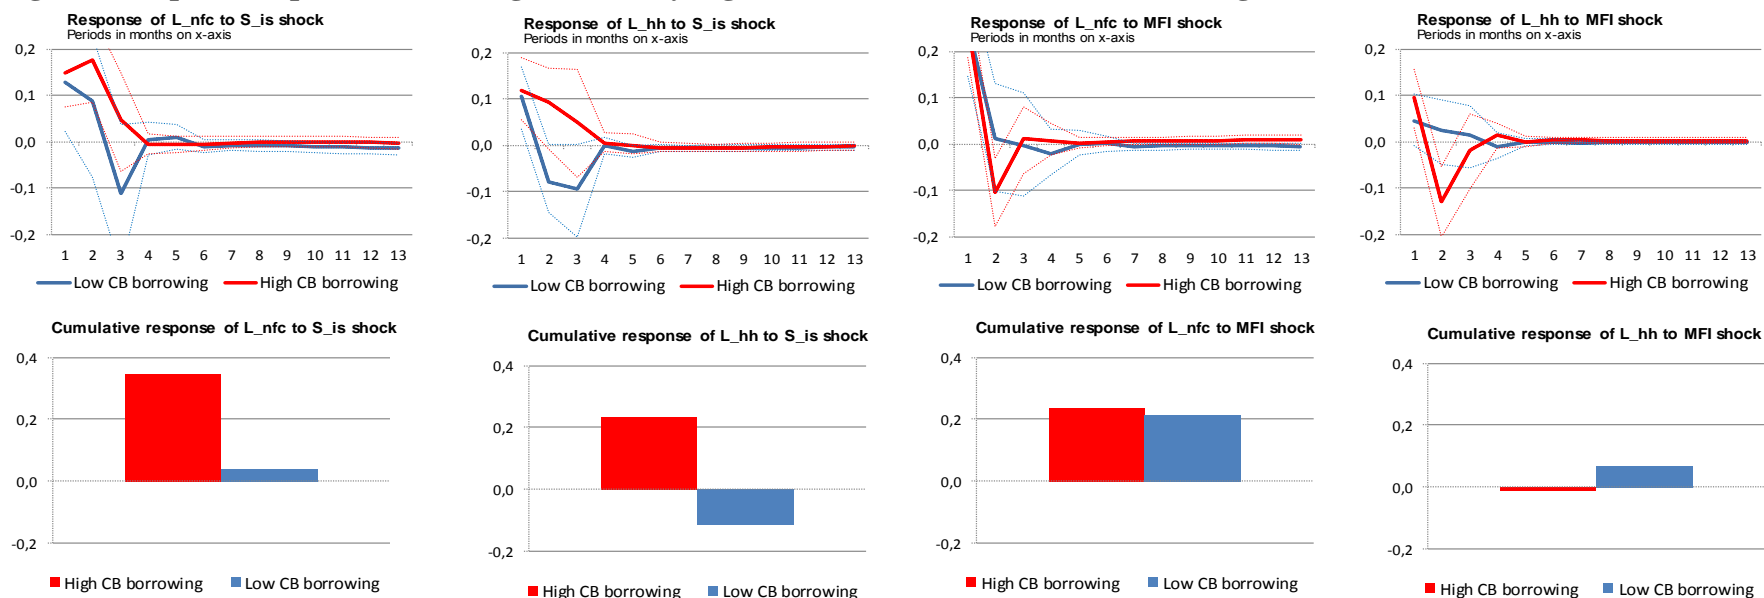 Response of L_nfc to S_is shock
Periods in months on x-axis
0,2
0,1
0,0
-0,1
-0,2
1 2 3 4 5 6 7 8 9 10 11 12 13
Low CB borrowing High CB borrowing
Response of L_hh to S_is shock
Periods in months on x-axis
0,2
0,1
0,0
-0,1
-0,2
1 2 3 4 5 6 7 8 9 10 11 12 13
Low CB borrowing High CB borrowing
Response of L_nfc to MFI shock
Periods in months on x-axis
0,2
0,1
0,0
-0,1
-0,2
1 2 3 4 5 6 7 8 9 10 11 12 13
Low CB borrowing High CB borrowing
Response of L_hh to MFI shock
Periods in months on x-axis
0,2
0,1
0,0
-0,1
-0,2
1 2 3 4 5 6 7 8 9 10 11 12 13
Low CB borrowing High CB borrowing
Cumulative response of L_nfc to S_is shock
0,4
0,2
0,0
-0,2
High CB borrowing Low CB borrowing
Cumulative response of L_hh to S_is shock
0,4
0,2
0,0
-0,2
High CB borrowing Low CB borrowing
Cumulative response of L_nfc to MFI shock
0,4
0,2
0,0
-0,2
High CB borrowing Low CB borrowing
Cumulative response of L_hh to MFI shock
0,4
0,2
0,0
-0,2
High CB borrowing Low CB borrowing